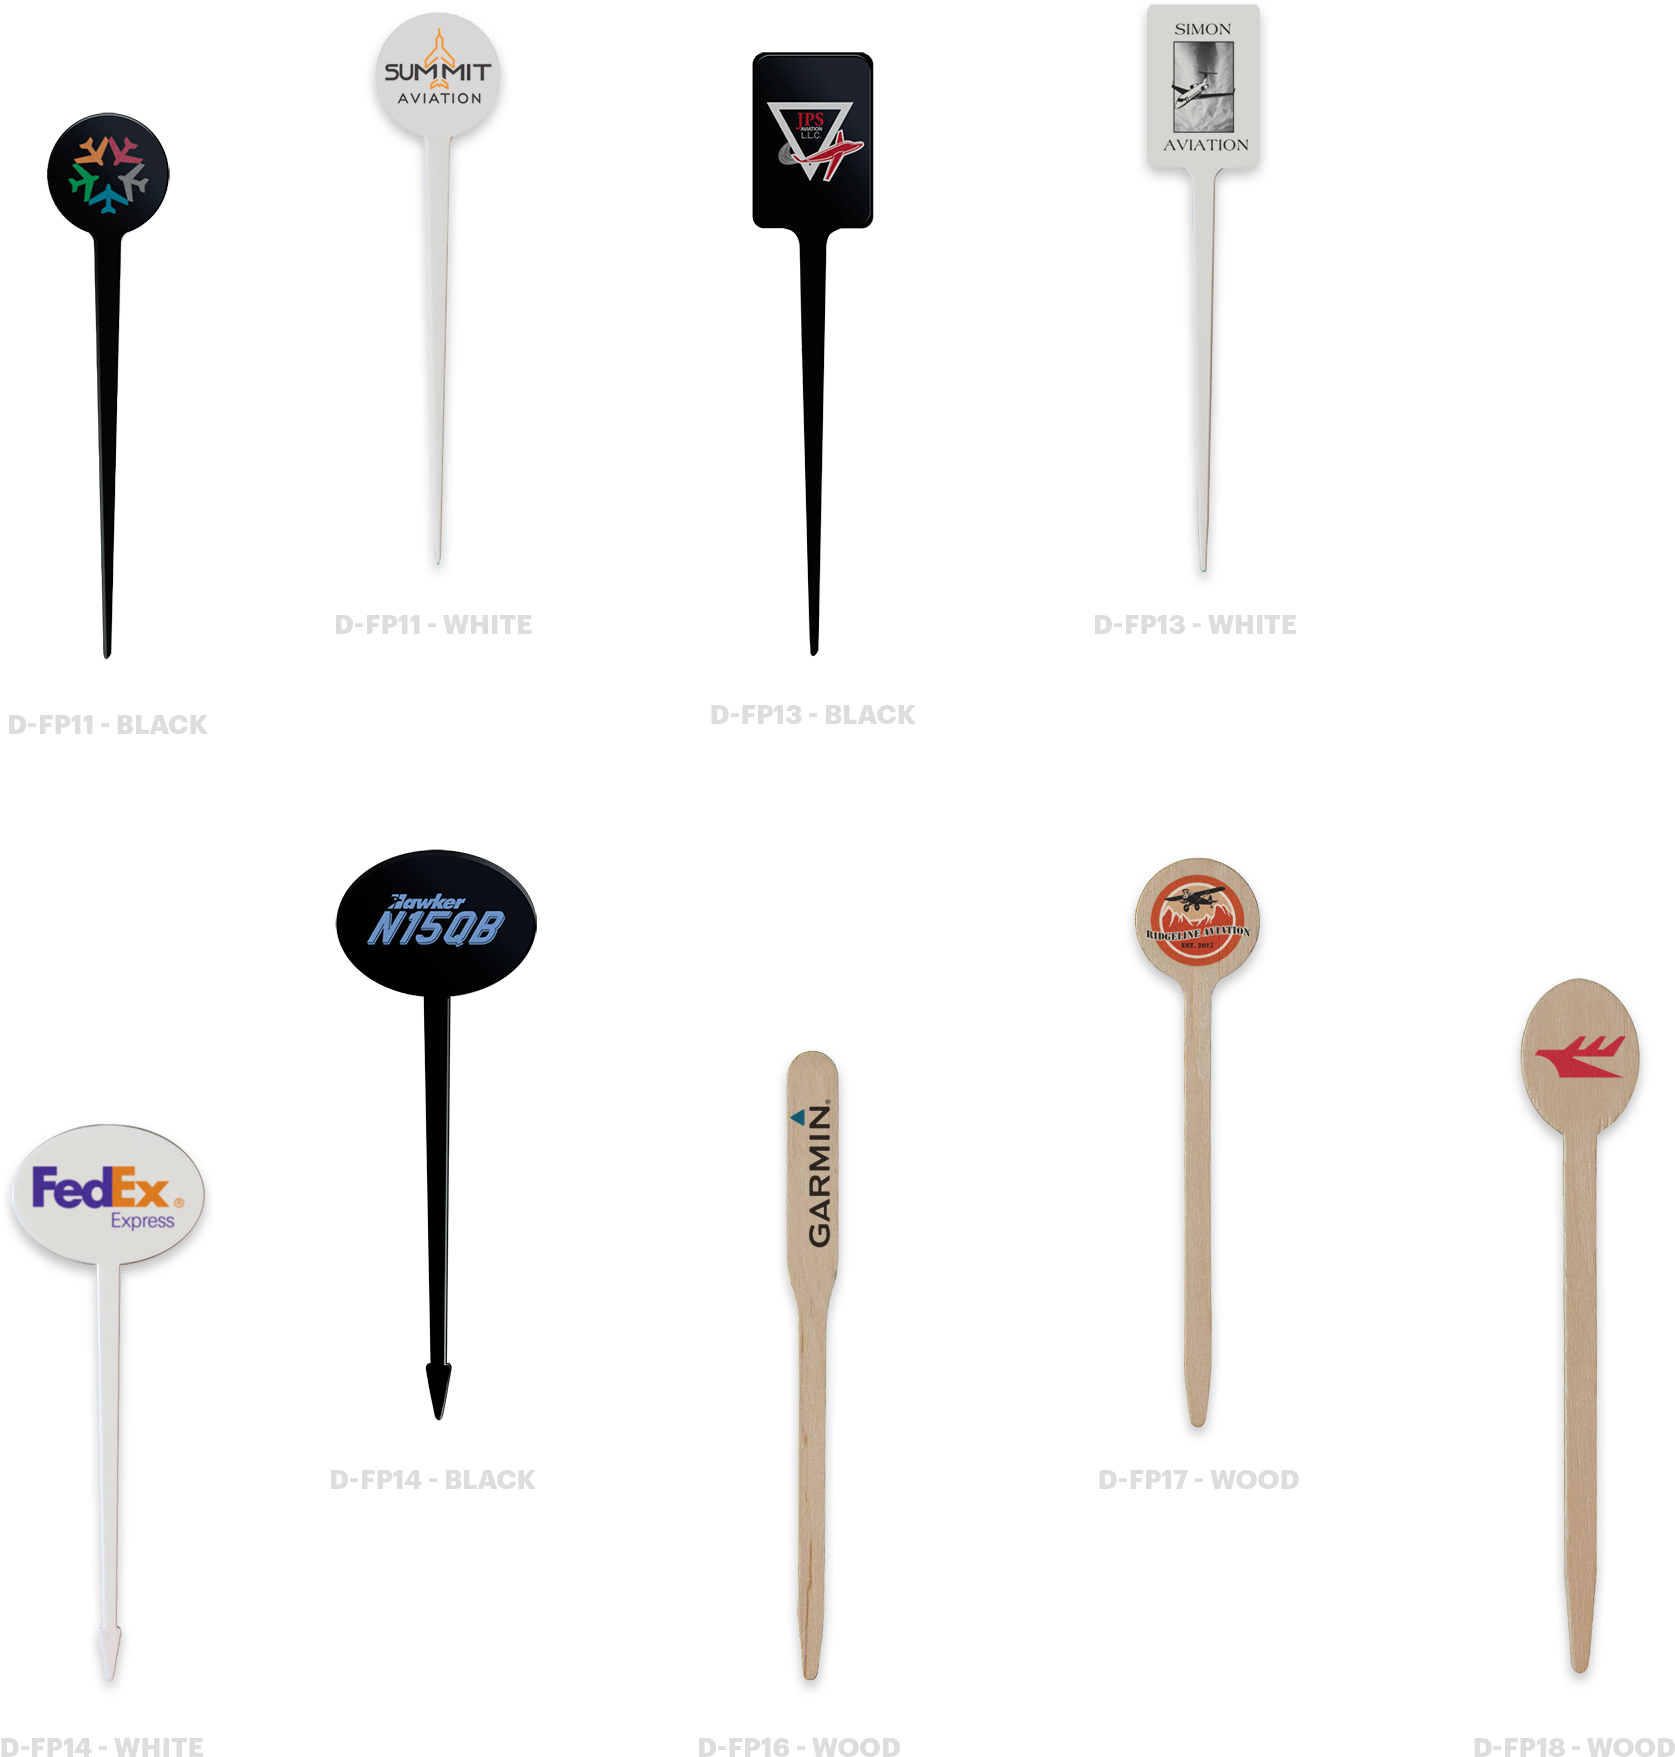 SUMMIT
AVIATION
JPS
AVIATION
L.L.C.
SIMON
AVIATION
D-FP11 - WHITE
D-FP13 - WHITE
D-FP11 - BLACK
D-FP13 - BLACK
Hawker
N15QB
RIDGELINE AVIATION
EST. 2017
FedEx®
Express
GARMIN®
D-FP14 - BLACK
D-FP17 - WOOD
D-FP14 - WHITE
D-FP16 - WOOD
D-FP18 - WOOD